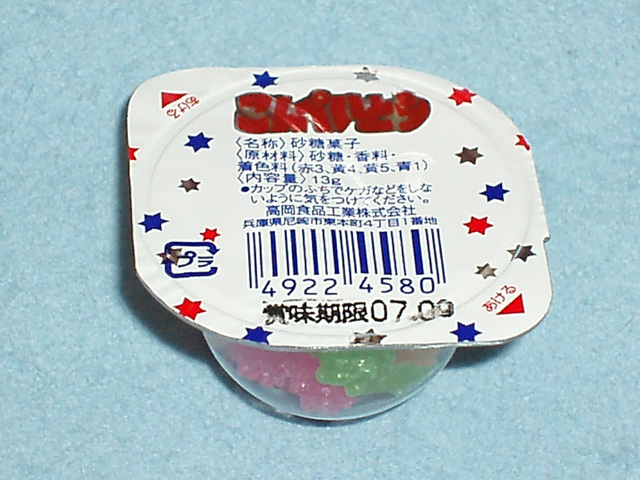 あける
こんペいとう
〈名称〉砂糖菓子
〈原材料〉砂糖・香料・
着色料(赤3、黄4、黄5、青1)
〈内容量〉13g
●カップのふちでケガなどをしな
いように気をつけてください。
高岡食品工業株式会社
兵庫県尼崎市東本町4丁目1番地
プラ
4922 4580
あける
賞味期限07.09